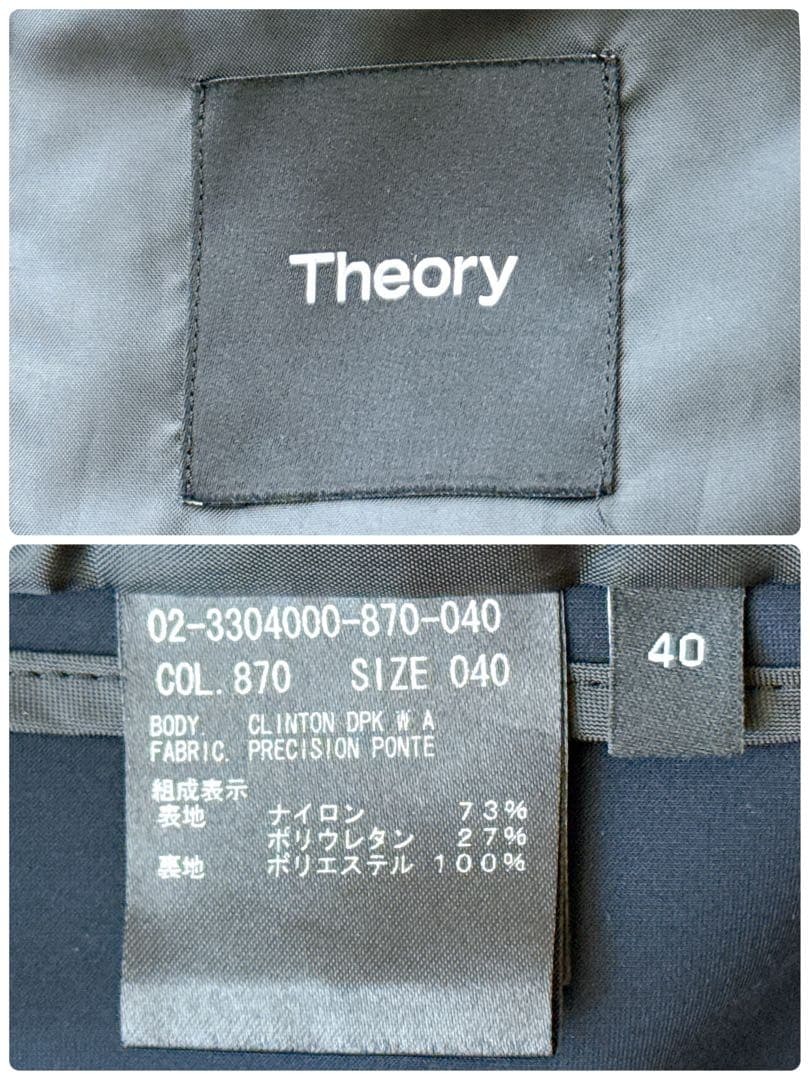 Theory
02-3304000-870-040
COL. 870 SIZE 040
BODY. CLINTON DPK W A
FABRIC. PRECISION PONTE
組成表示
表地 ナイロン 73%
ポリウレタン 27%
裏地 ポリエステル 100%
40